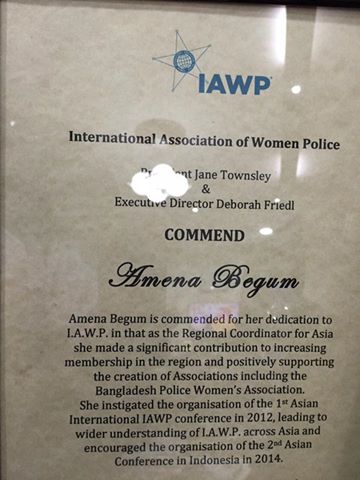 IAWP
International Association of Women Police
President Jane Townsley
&
Executive Director Deborah Friedl
COMMEND
Amena Begum
Amena Begum is commended for her dedication to
I.A.W.P. in that as the Regional Coordinator for Asia
she made a significant contribution to increasing
membership in the region and positively supporting
the creation of Associations including the
Bangladesh Police Women's Association.
She instigated the organisation of the 1st Asian
International IAWP conference in 2012, leading to
wider understanding of I.A.W.P. across Asia and
encouraged the organisation of the 2nd Asian
Conference in Indonesia in 2014.